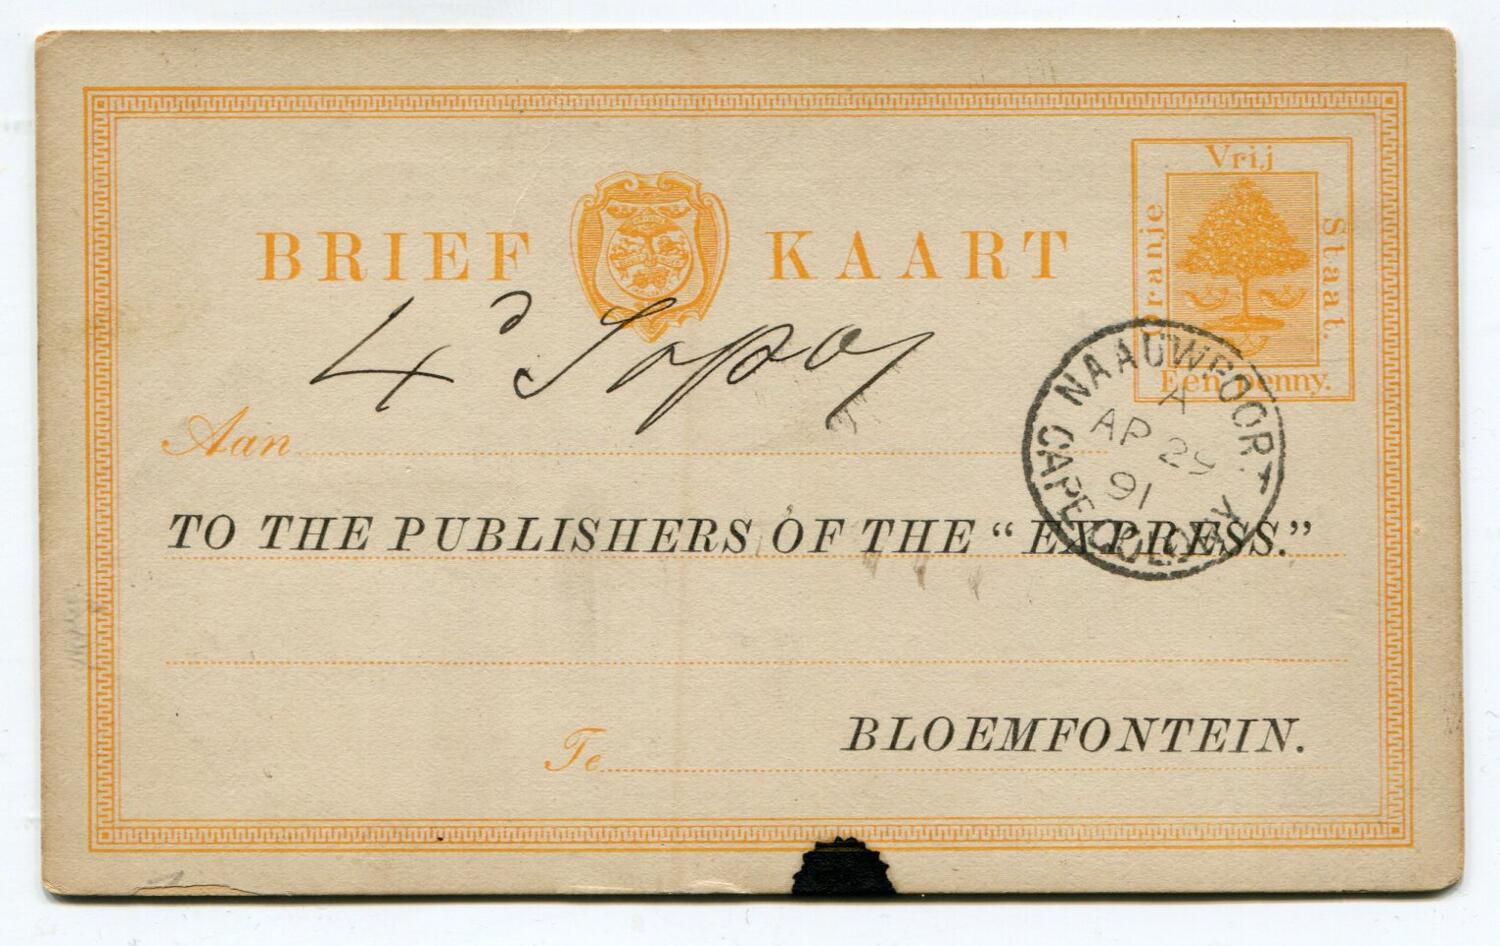 Vrij
Oranje
Staat.
Een penny.
BRIEF KAART
4d
NAAUWPOORT
A
AP 29
91
CAPE COLONY
Aan
TO THE PUBLISHERS OF THE “EXPRESS.”
BLOEMFONTEIN.
Te